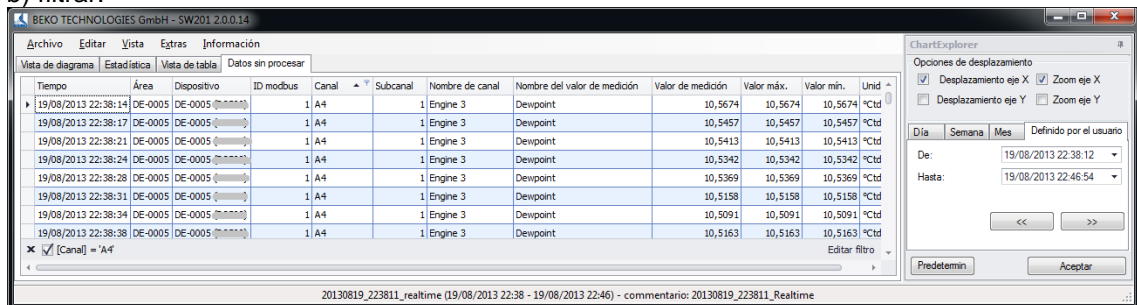 b) filtrar:
BEKO TECHNOLOGIES GmbH - SW201 2.0.0.14
Archivo Editar Vista Extras Información
Vista de diagrama Estadística Vista de tabla Datos sin procesar
Tiempo Área Dispositivo ID modbus Canal Subcanal Nombre de canal Nombre del valor de medición Valor de medición Valor máx. Valor mín. Unid
19/08/2013 22:38:14 DE-0005 DE-0005 1 A4 1 Engine 3 Dewpoint 10,5674 10,5674 10,5674 °Ctd
19/08/2013 22:38:17 DE-0005 DE-0005 1 A4 1 Engine 3 Dewpoint 10,5457 10,5457 10,5457 °Ctd
19/08/2013 22:38:21 DE-0005 DE-0005 1 A4 1 Engine 3 Dewpoint 10,5413 10,5413 10,5413 °Ctd
19/08/2013 22:38:24 DE-0005 DE-0005 1 A4 1 Engine 3 Dewpoint 10,5342 10,5342 10,5342 °Ctd
19/08/2013 22:38:28 DE-0005 DE-0005 1 A4 1 Engine 3 Dewpoint 10,5369 10,5369 10,5369 °Ctd
19/08/2013 22:38:31 DE-0005 DE-0005 1 A4 1 Engine 3 Dewpoint 10,5158 10,5158 10,5158 °Ctd
19/08/2013 22:38:34 DE-0005 DE-0005 1 A4 1 Engine 3 Dewpoint 10,5091 10,5091 10,5091 °Ctd
19/08/2013 22:38:38 DE-0005 DE-0005 1 A4 1 Engine 3 Dewpoint 10,5163 10,5163 10,5163 °Ctd
[Canal] = 'A4' Editar filtro
ChartExplorer
Opciones de desplazamiento
Desplazamiento eje X Zoom eje X
Desplazamiento eje Y Zoom eje Y
Día Semana Mes Definido por el usuario
De: 19/08/2013 22:38:12
Hasta: 19/08/2013 22:46:54
<< >>
Predetermin Aceptar
20130819_223811_realtime (19/08/2013 22:38 - 19/08/2013 22:46) - commentario: 20130819_223811_Realtime